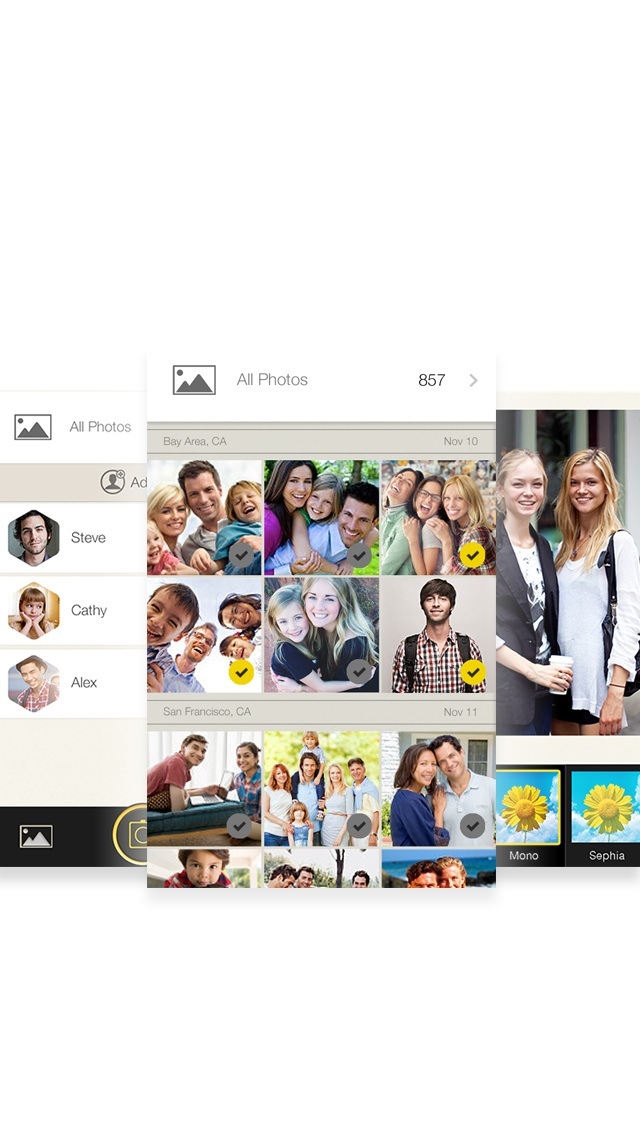 All Photos 857
Bay Area, CA Nov 10
San Francisco, CA Nov 11
All Photos
Ad
Steve
Cathy
Alex
Mono
Sephia